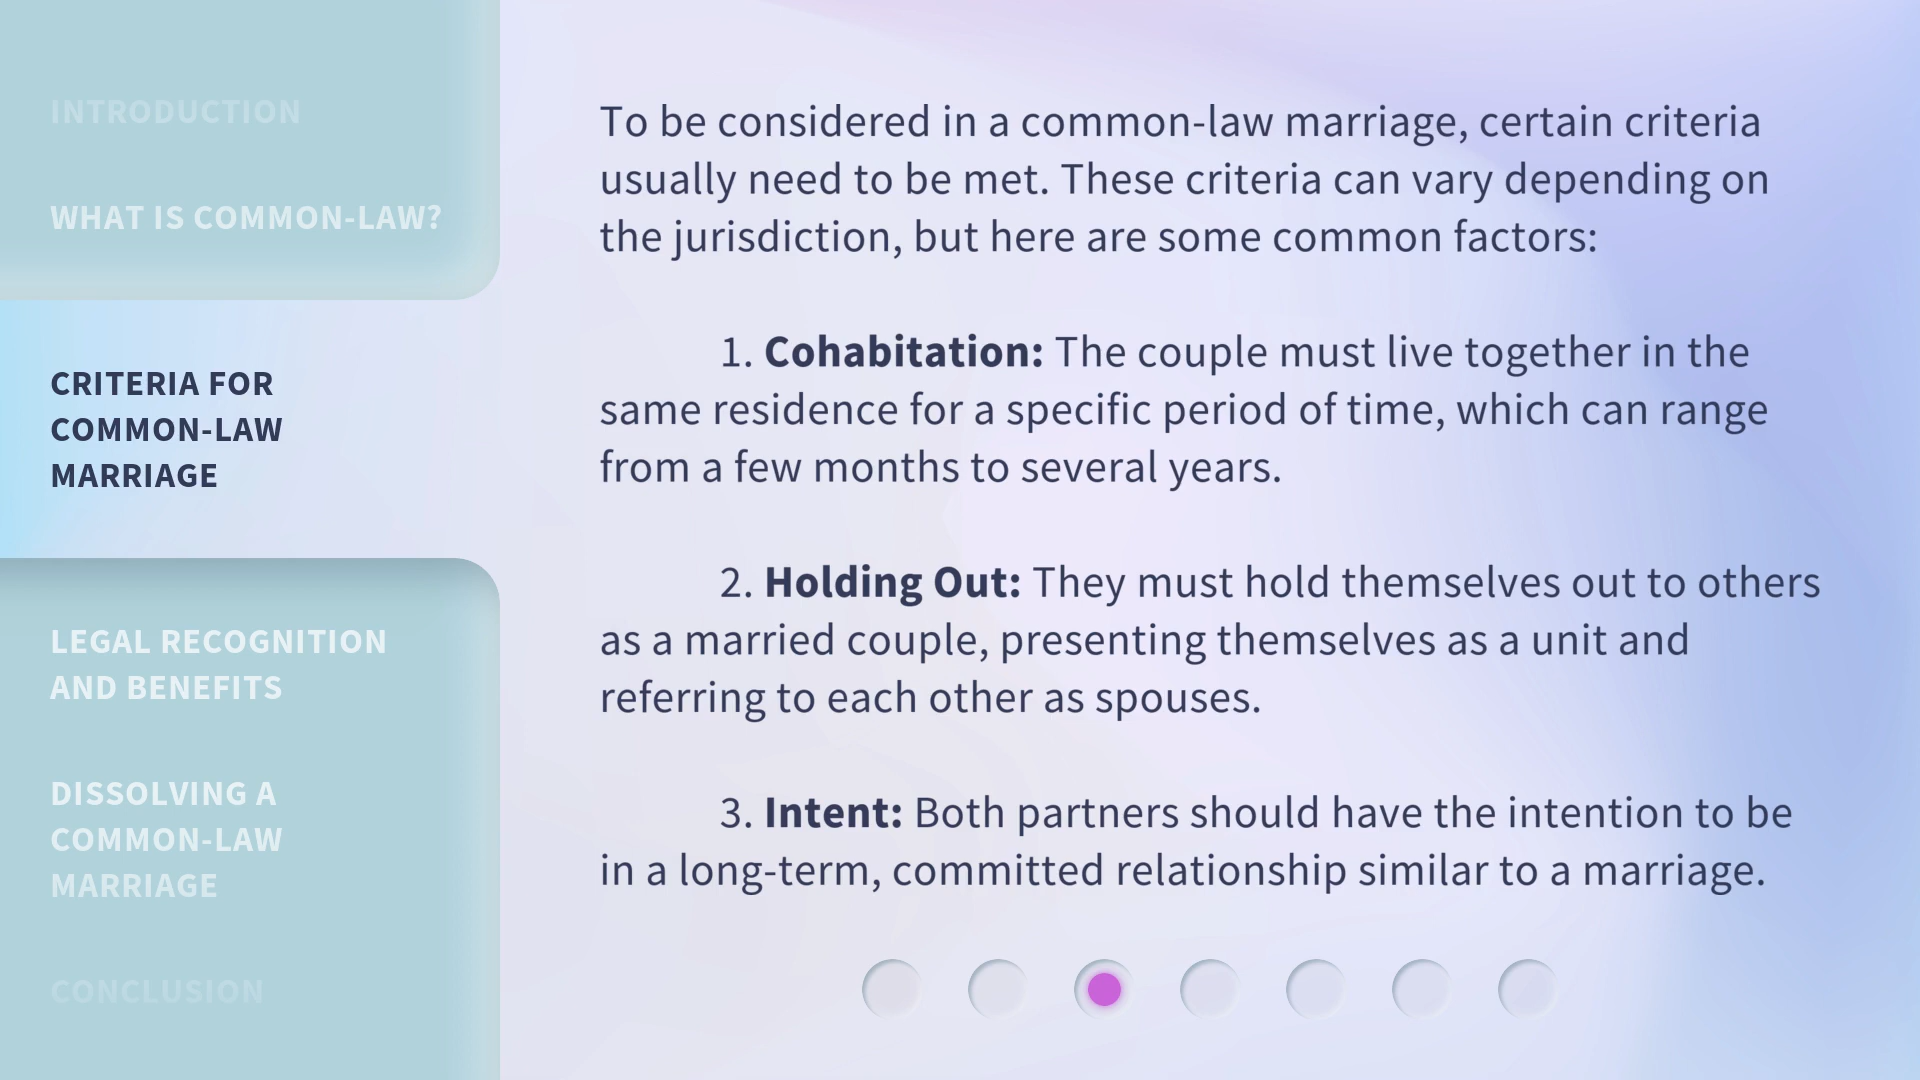 INTRODUCTION
WHAT IS COMMON-LAW?
CRITERIA FOR
COMMON-LAW
MARRIAGE
LEGAL RECOGNITION
AND BENEFITS
DISSOLVING A
COMMON-LAW
MARRIAGE
CONCLUSION
To be considered in a common-law marriage, certain criteria
usually need to be met. These criteria can vary depending on
the jurisdiction, but here are some common factors:
1. Cohabitation: The couple must live together in the
same residence for a specific period of time, which can range
from a few months to several years.
2. Holding Out: They must hold themselves out to others
as a married couple, presenting themselves as a unit and
referring to each other as spouses.
3. Intent: Both partners should have the intention to be
in a long-term, committed relationship similar to a marriage.